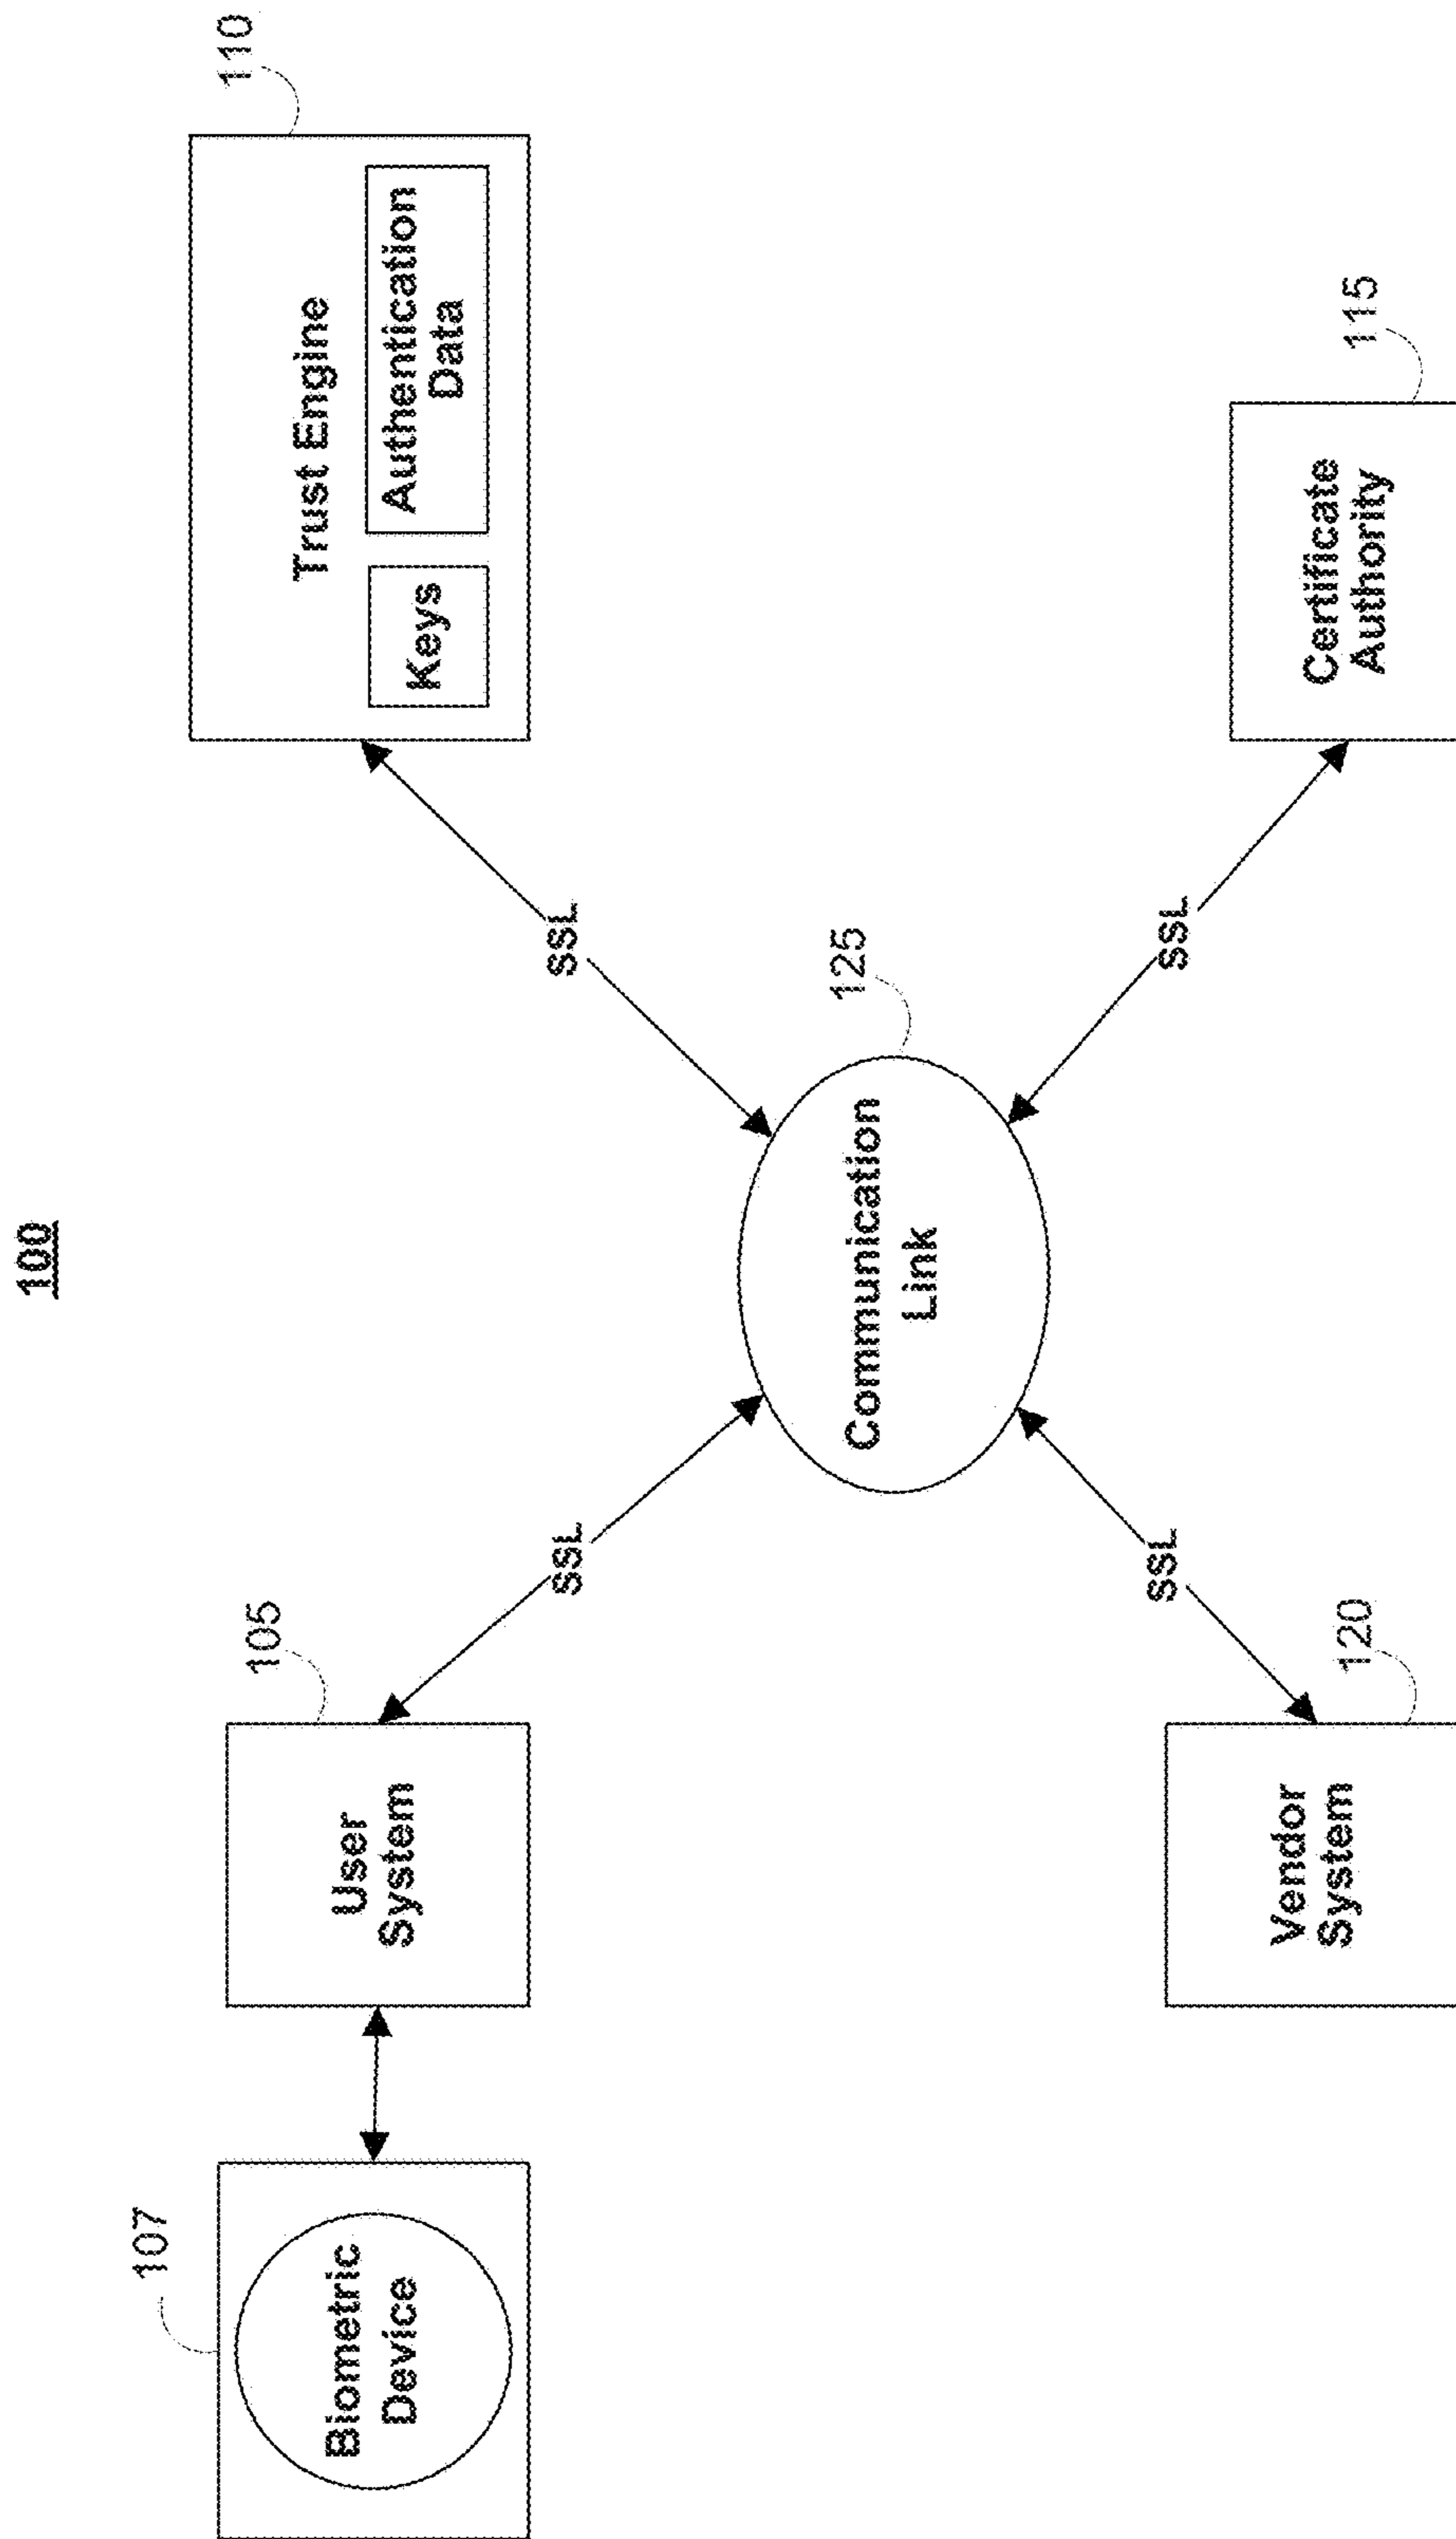 100
107
Biometric
Device
105
User
System
SSL
110
Trust Engine
Keys
Authentication
Data
SSL
125
Communication
Link
SSL
120
Vendor
System
SSL
115
Certificate
Authority